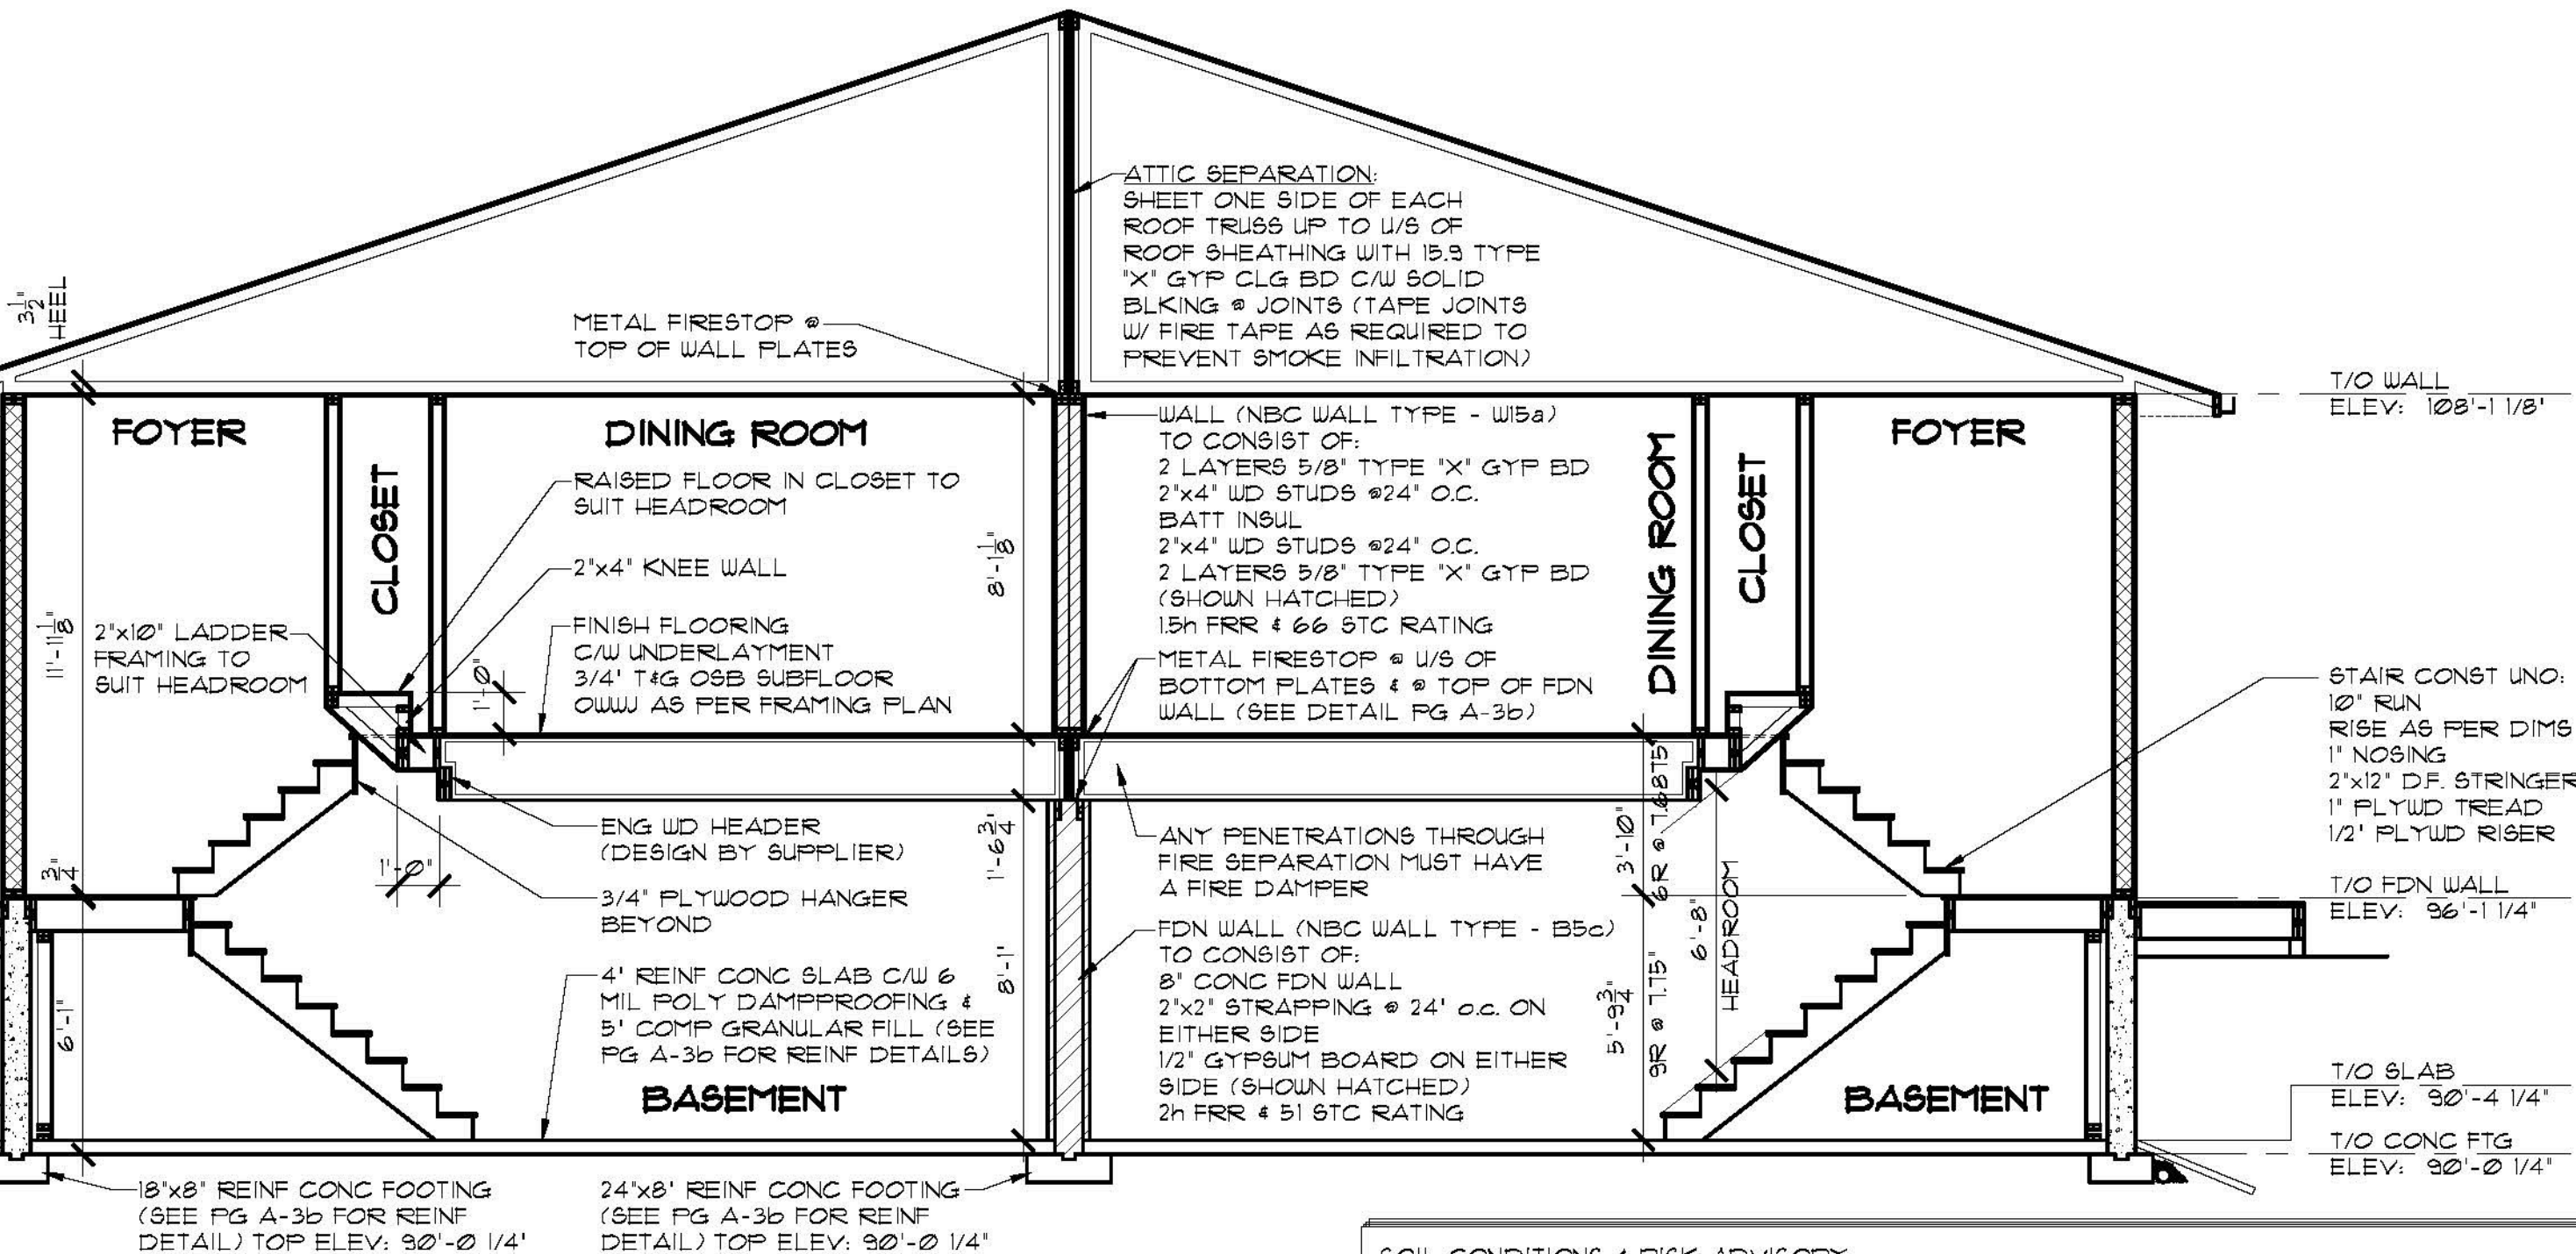 ATTIC SEPARATION:
SHEET ONE SIDE OF EACH
ROOF TRUSS UP TO U/S OF
ROOF SHEATHING WITH 15.9 TYPE
"X" GYP CLG BD C/W SOLID
BLKING @ JOINTS (TAPE JOINTS
W/ FIRE TAPE AS REQUIRED TO
PREVENT SMOKE INFILTRATION)
3 1/2"
HEEL
METAL FIRESTOP @
TOP OF WALL PLATES
T/O WALL
ELEV: 108'-1 1/8"
FOYER
CLOSET
DINING ROOM
RAISED FLOOR IN CLOSET TO
SUIT HEADROOM
2"x4" KNEE WALL
FINISH FLOORING
C/W UNDERLAYMENT
3/4' T&G OSB SUBFLOOR
OWWJ AS PER FRAMING PLAN
2"x10" LADDER
FRAMING TO
SUIT HEADROOM
11'-11 1/8"
8'-1 1/8"
1'-0"
WALL (NBC WALL TYPE - W15a)
TO CONSIST OF:
2 LAYERS 5/8" TYPE "X" GYP BD
2"x4" WD STUDS @24" O.C.
BATT INSUL
2"x4" WD STUDS @24" O.C.
2 LAYERS 5/8" TYPE "X" GYP BD
(SHOWN HATCHED)
1.5h FRR & 66 STC RATING
METAL FIRESTOP @ U/S OF
BOTTOM PLATES & @ TOP OF FDN
WALL (SEE DETAIL PG A-3b)
DINING ROOM
CLOSET
FOYER
STAIR CONST UNO:
10" RUN
RISE AS PER DIMS
1" NOSING
2"x12" D.F. STRINGER
1" PLYWD TREAD
1/2' PLYWD RISER
ENG WD HEADER
(DESIGN BY SUPPLIER)
1'-0"
3/4"
3/4" PLYWOOD HANGER
BEYOND
1'-6 3/4"
ANY PENETRATIONS THROUGH
FIRE SEPARATION MUST HAVE
A FIRE DAMPER
3'-10"
6R @ 7.6875"
6'-8"
HEADROOM
T/O FDN WALL
ELEV: 96'-1 1/4"
4' REINF CONC SLAB C/W 6
MIL POLY DAMPPROOFING &
5' COMP GRANULAR FILL (SEE
PG A-3b FOR REINF DETAILS)
6'-1"
8'-1"
FDN WALL (NBC WALL TYPE - B5c)
TO CONSIST OF:
8" CONC FDN WALL
2"x2" STRAPPING @ 24' o.c. ON
EITHER SIDE
1/2" GYPSUM BOARD ON EITHER
SIDE (SHOWN HATCHED)
2h FRR & 51 STC RATING
5'-9 3/4"
9R @ 7.75"
BASEMENT
BASEMENT
T/O SLAB
ELEV: 90'-4 1/4"
T/O CONC FTG
ELEV: 90'-0 1/4"
18"x8" REINF CONC FOOTING
(SEE PG A-3b FOR REINF
DETAIL) TOP ELEV: 90'-0 1/4'
24"x8' REINF CONC FOOTING
(SEE PG A-3b FOR REINF
DETAIL) TOP ELEV: 90'-0 1/4"
SOIL CONDITIONS & RISK ADVISORY